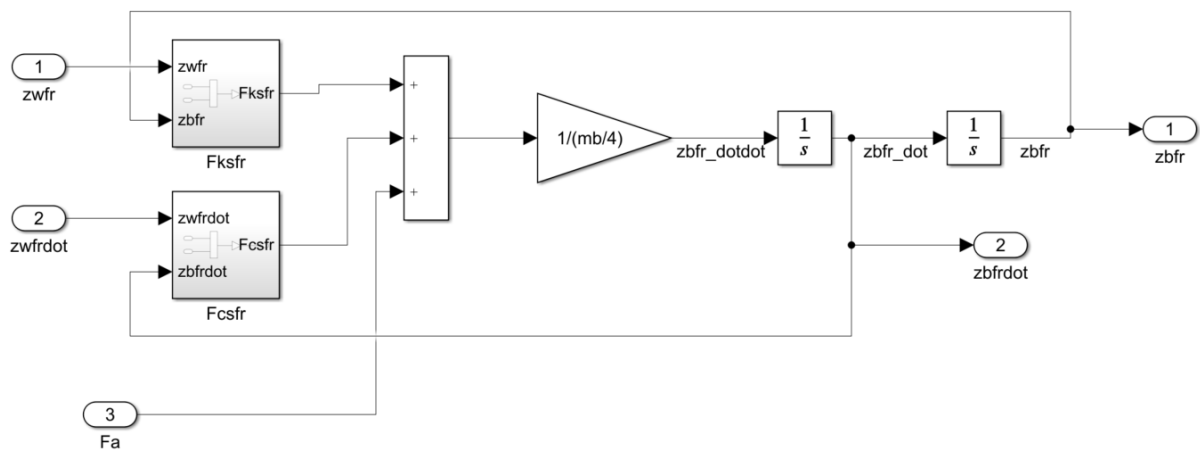 1
zwfr
zwfr
zbfr
Fksfr
Fksfr
2
zwfrdot
zwfrdot
zbfrdot
Fcsfr
Fcsfr
3
Fa
+
+
+
1/(mb/4)
zbfr_dotdot
1
s
zbfr_dot
1
s
zbfr
1
zbfr
2
zbfrdot